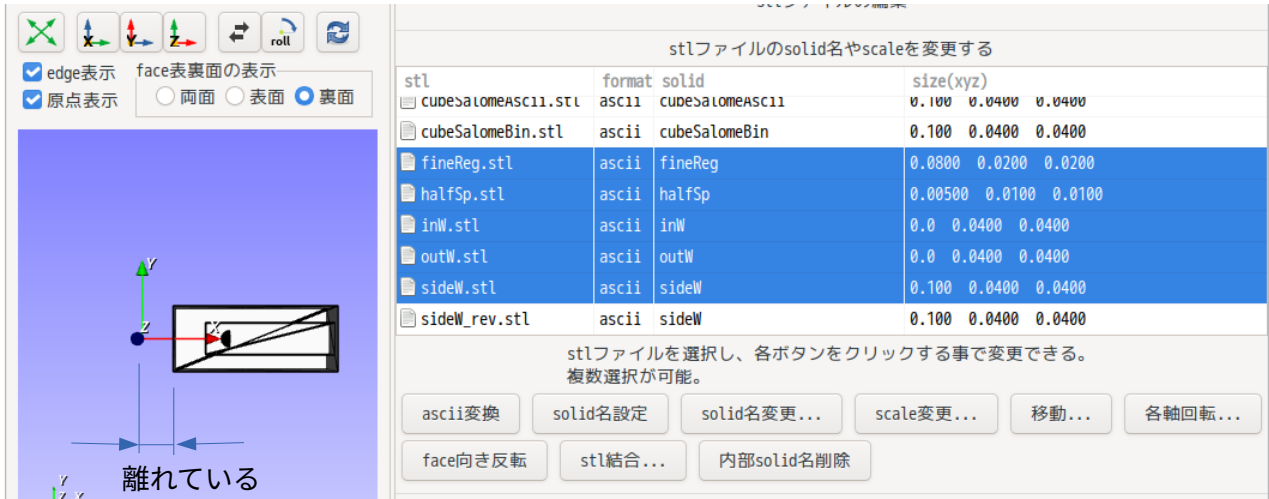 stlファイルの編集
X Y Z roll
edge表示 face表裏面の表示
原点表示 両面 表面 裏面
stlファイルのsolid名やscaleを変更する
stl format solid size(xyz)
cubeSalomeAscii.stl ascii cubeSalomeAscii 0.100 0.0400 0.0400
cubeSalomeBin.stl ascii cubeSalomeBin 0.100 0.0400 0.0400
fineReg.stl ascii fineReg 0.0800 0.0200 0.0200
halfSp.stl ascii halfSp 0.00500 0.0100 0.0100
inW.stl ascii inW 0.0 0.0400 0.0400
outW.stl ascii outW 0.0 0.0400 0.0400
sideW.stl ascii sideW 0.100 0.0400 0.0400
sideW_rev.stl ascii sideW 0.100 0.0400 0.0400
Y
Z X
離れている
Y
Z X
stlファイルを選択し、各ボタンをクリックする事で変更できる。
複数選択が可能。
ascii変換 solid名設定 solid名変更... scale変更... 移動... 各軸回転...
face向き反転 stl結合... 内部solid名削除